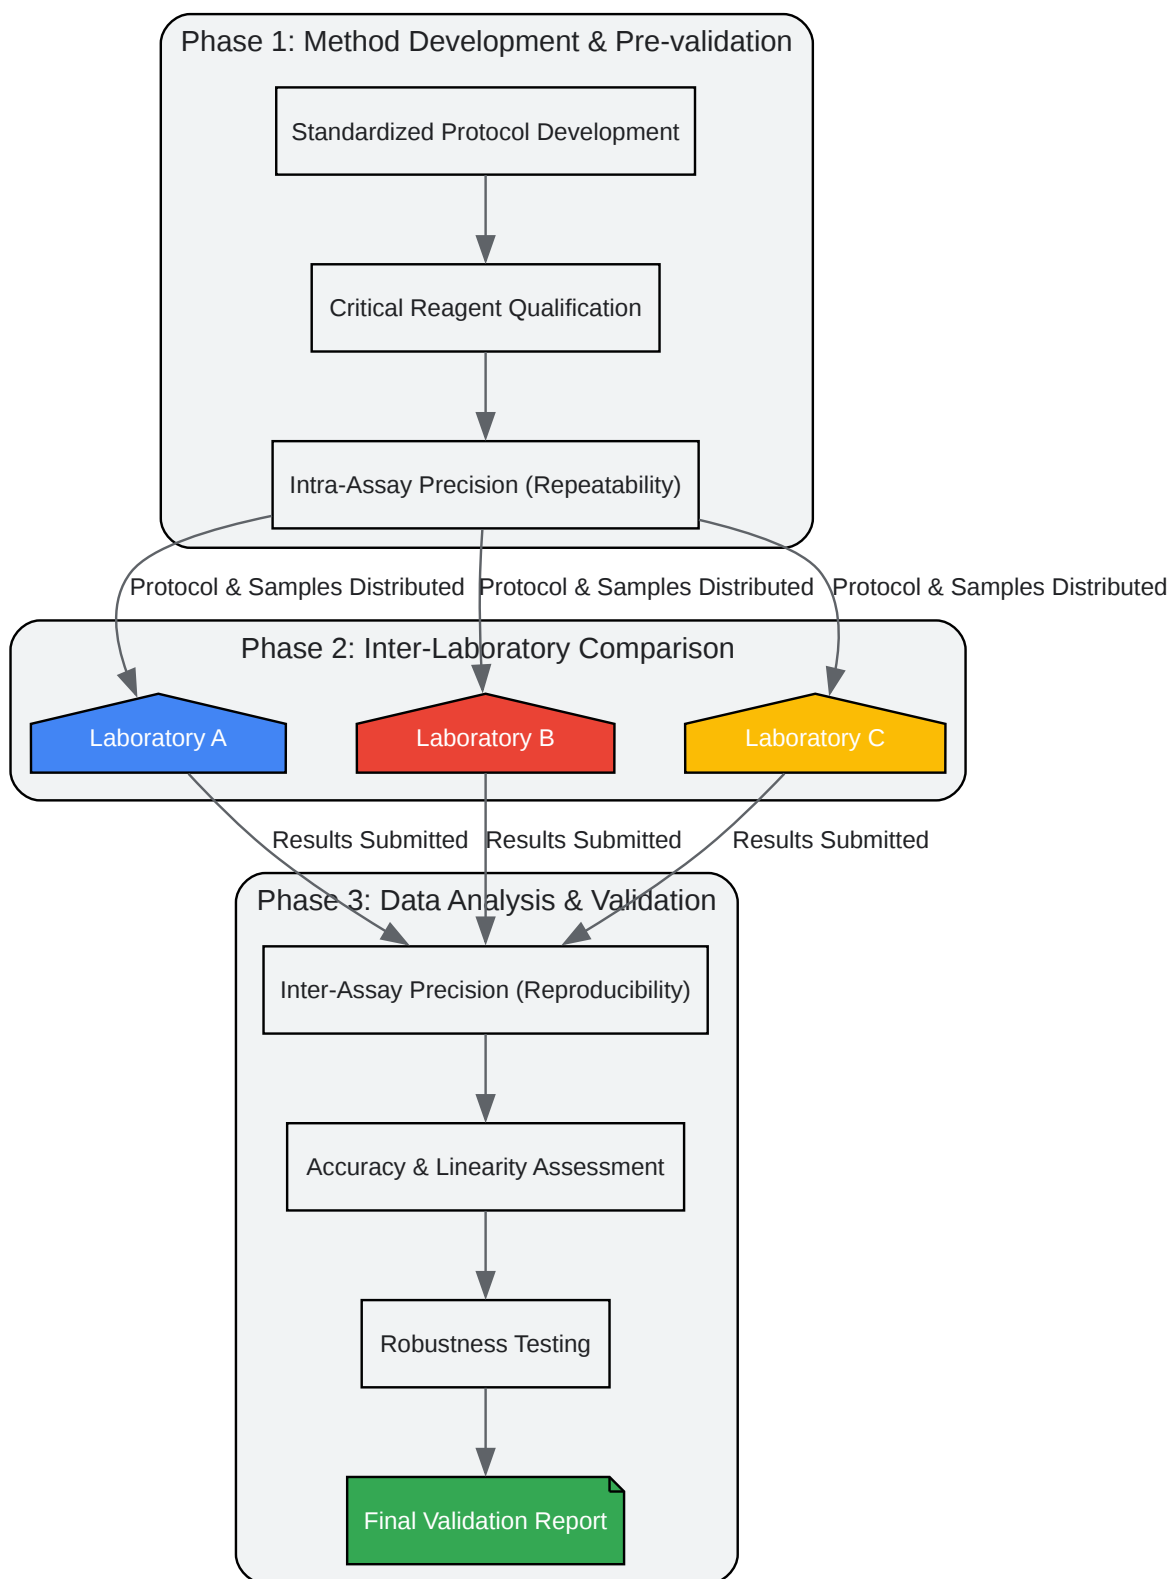 Phase 1: Method Development & Pre-validation
Standardized Protocol Development
Critical Reagent Qualification
Intra-Assay Precision (Repeatability)
Protocol & Samples Distributed
Protocol & Samples Distributed
Protocol & Samples Distributed
Phase 2: Inter-Laboratory Comparison
Laboratory A
Laboratory B
Laboratory C
Results Submitted
Results Submitted
Results Submitted
Phase 3: Data Analysis & Validation
Inter-Assay Precision (Reproducibility)
Accuracy & Linearity Assessment
Robustness Testing
Final Validation Report